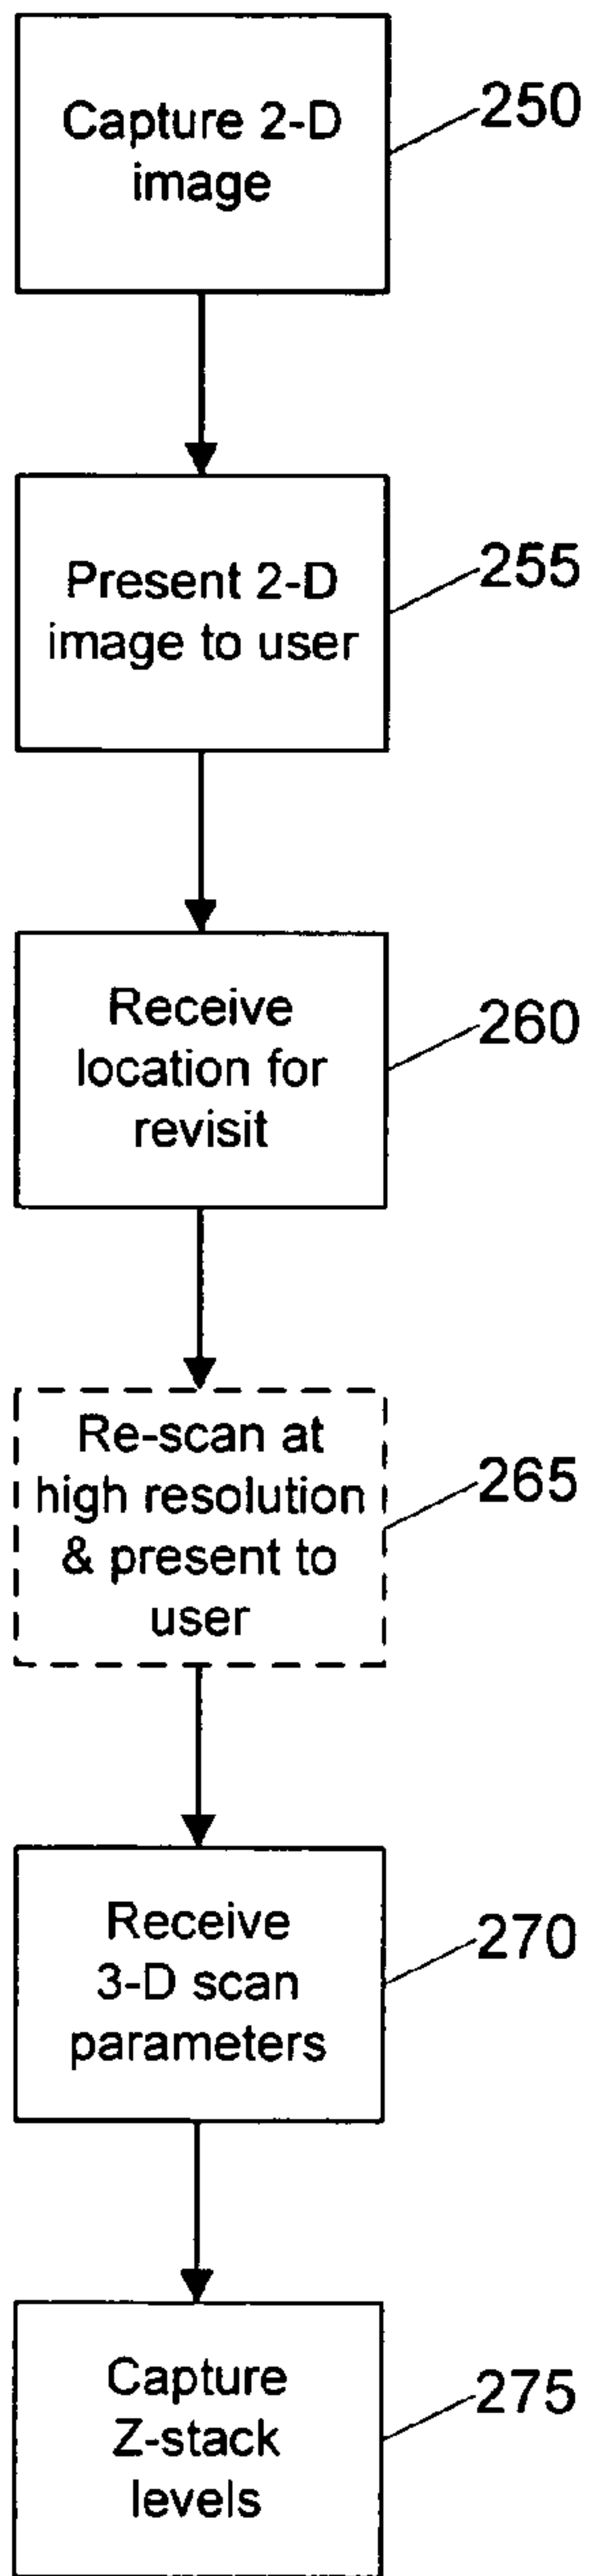 Capture 2-D
image
250
Present 2-D
image to user
255
Receive
location for
revisit
260
Re-scan at
high resolution
& present to
user
265
Receive
3-D scan
parameters
270
Capture
Z-stack
levels
275